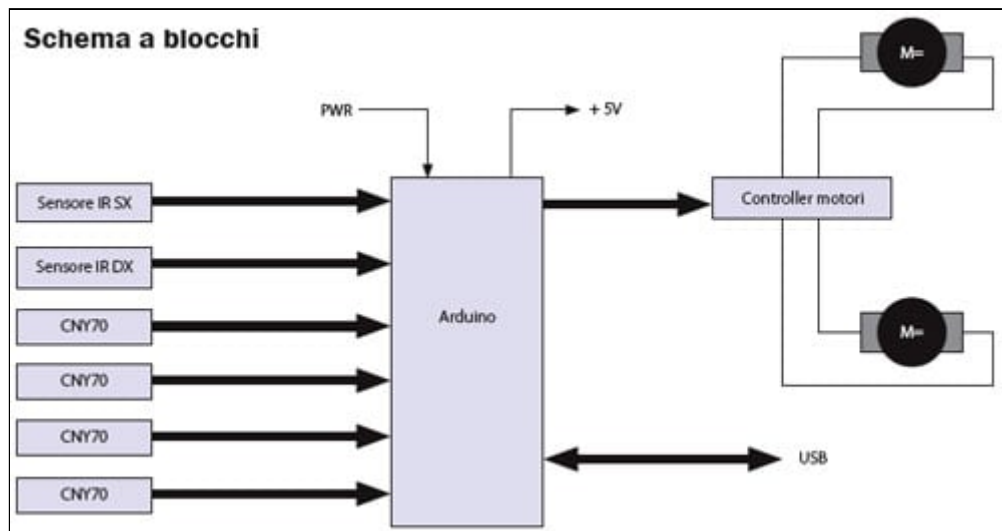 Schema a blocchi
M=
PWR
+ 5V
Sensore IR SX
Controller motori
Sensore IR DX
Arduino
CNY70
M=
CNY70
CNY70
USB
CNY70